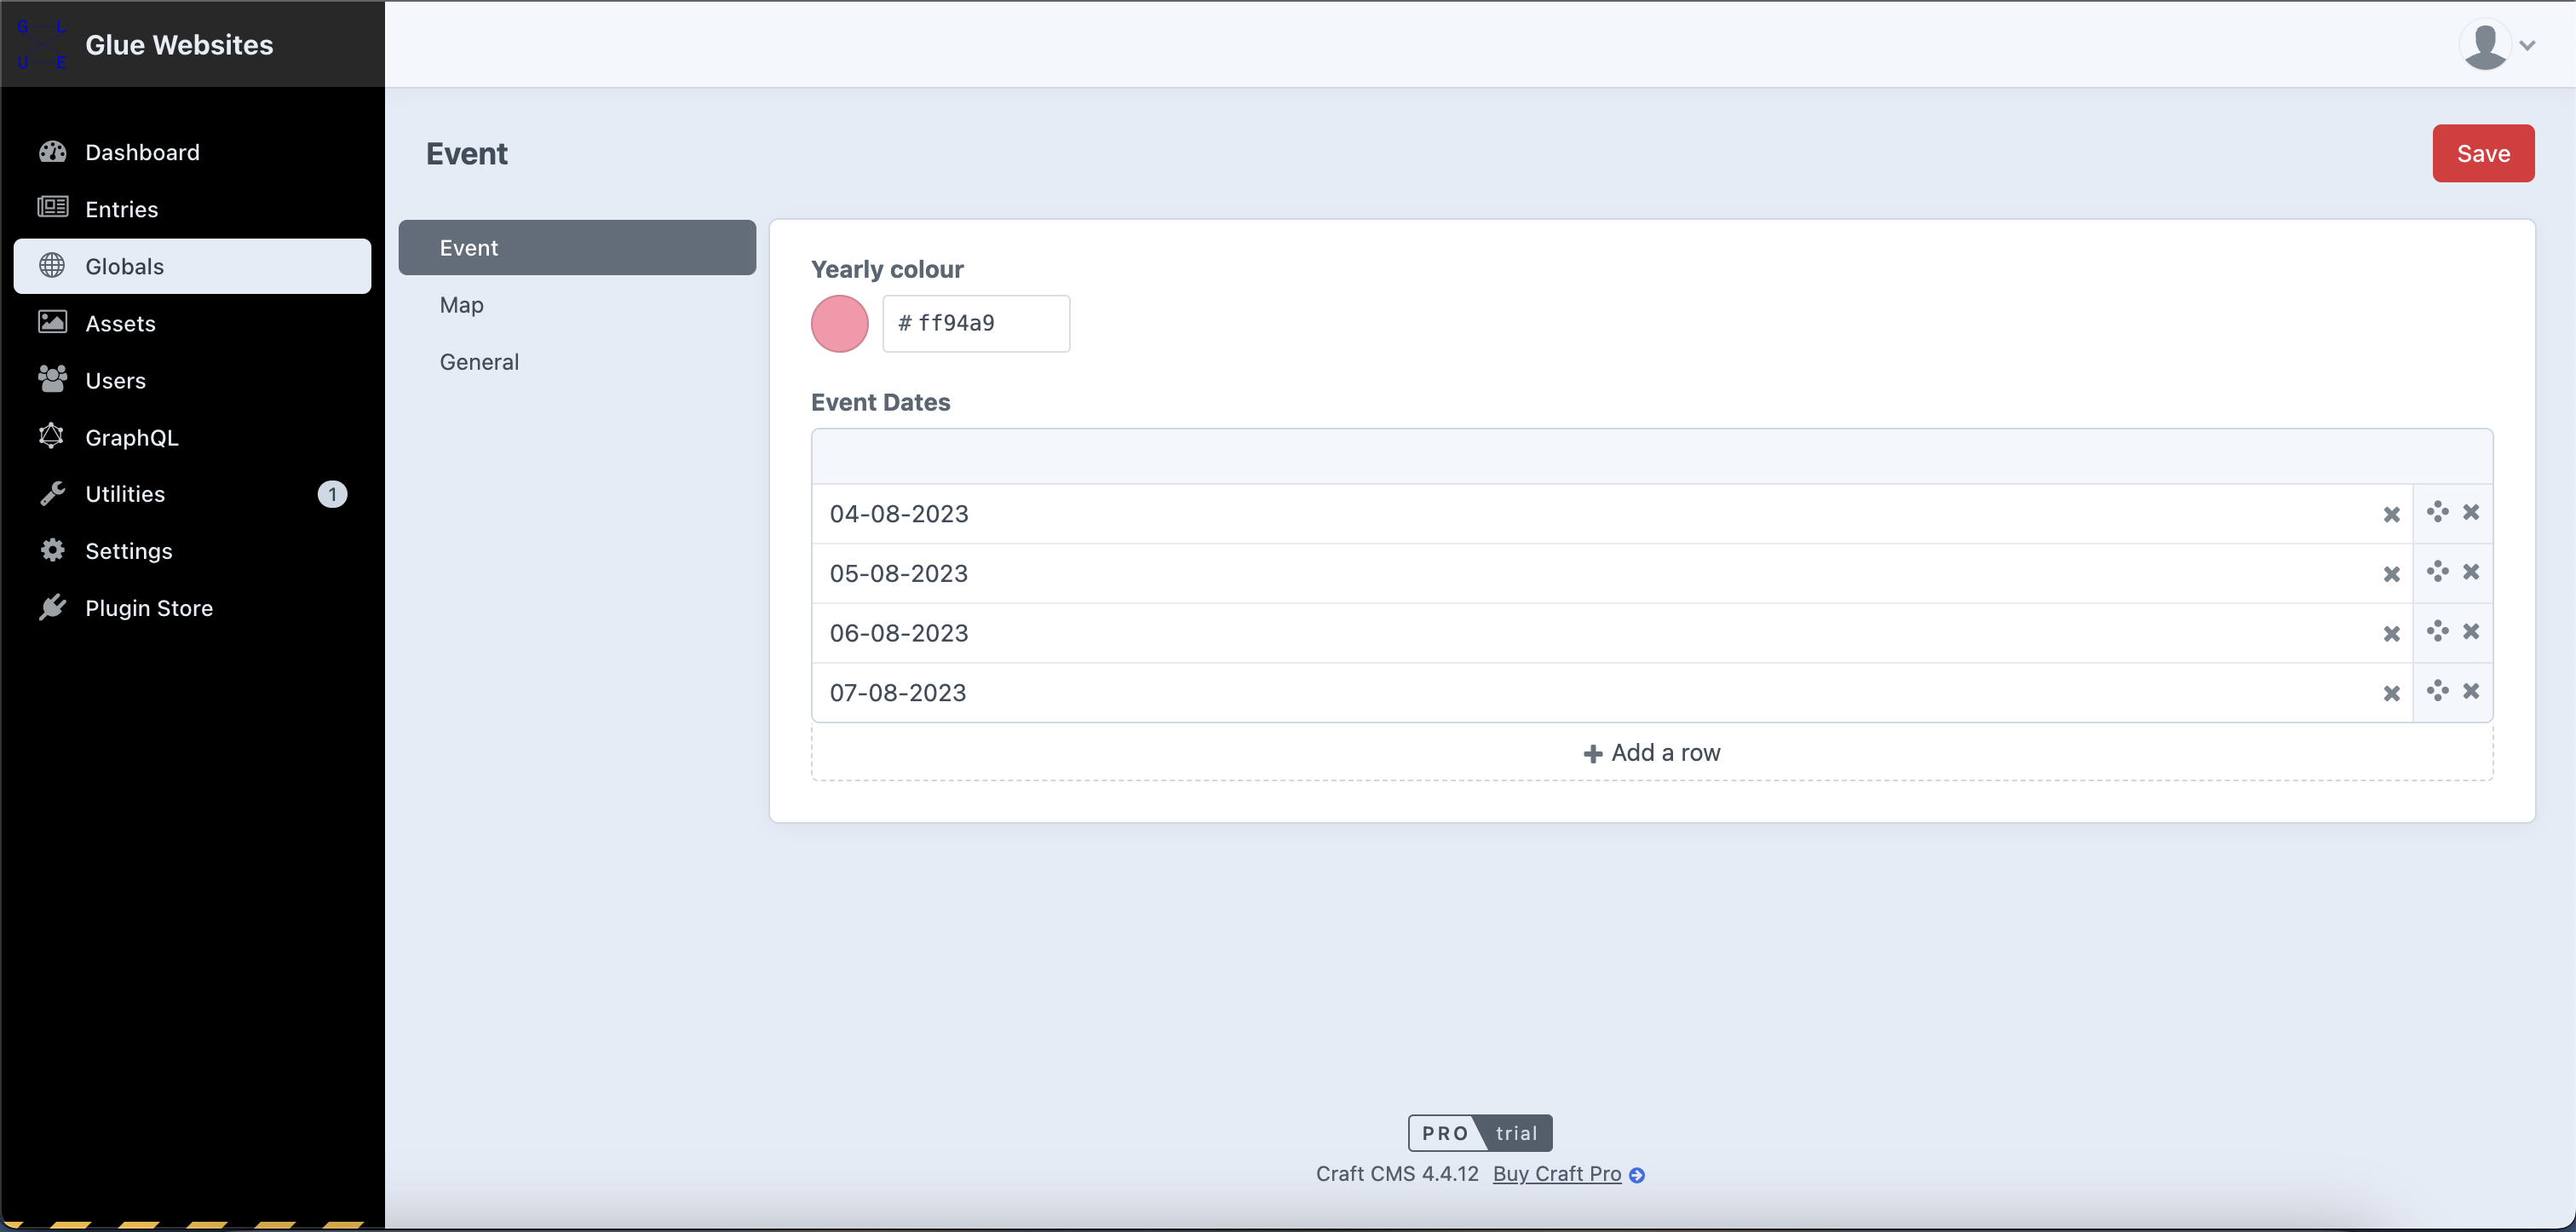 G L
U E
Glue Websites
Dashboard
Entries
Globals
Assets
Users
GraphQL
Utilities 1
Settings
Plugin Store
Event
Save
Event
Map
General
Yearly colour
# ff94a9
Event Dates
04-08-2023
05-08-2023
06-08-2023
07-08-2023
Add a row
PRO trial
Craft CMS 4.4.12 Buy Craft Pro